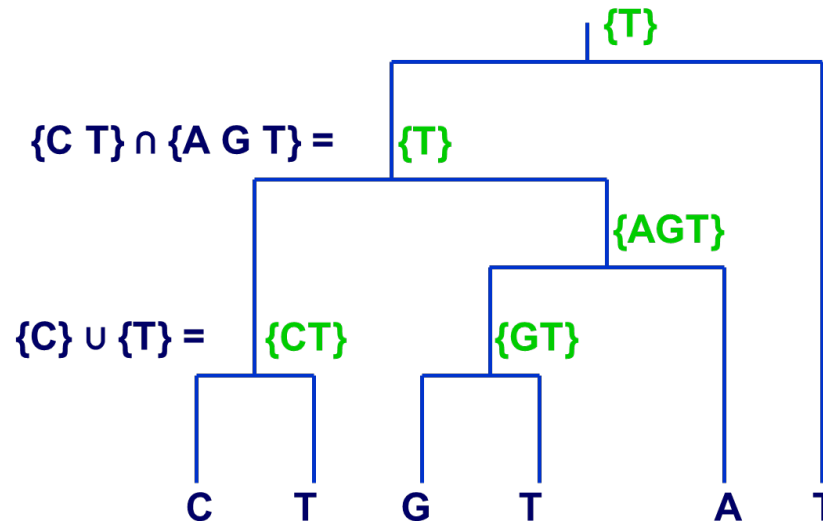 {T}
{C T} ∩ {A G T} = {T}
{AGT}
{C} ∪ {T} = {CT} {GT}
C T G T A T